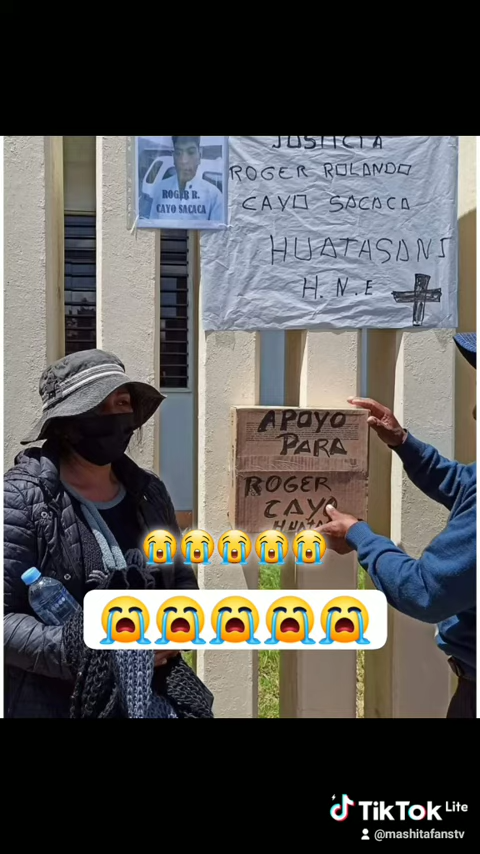 JUSTICIA
ROGER ROLANDO
CAYO SACACA
HUATASANI
H.N.E
ROGER R.
CAYO SACACA
APOYO
PARA
ROGER
CAYO
TikTok Lite
@mashitafanstv